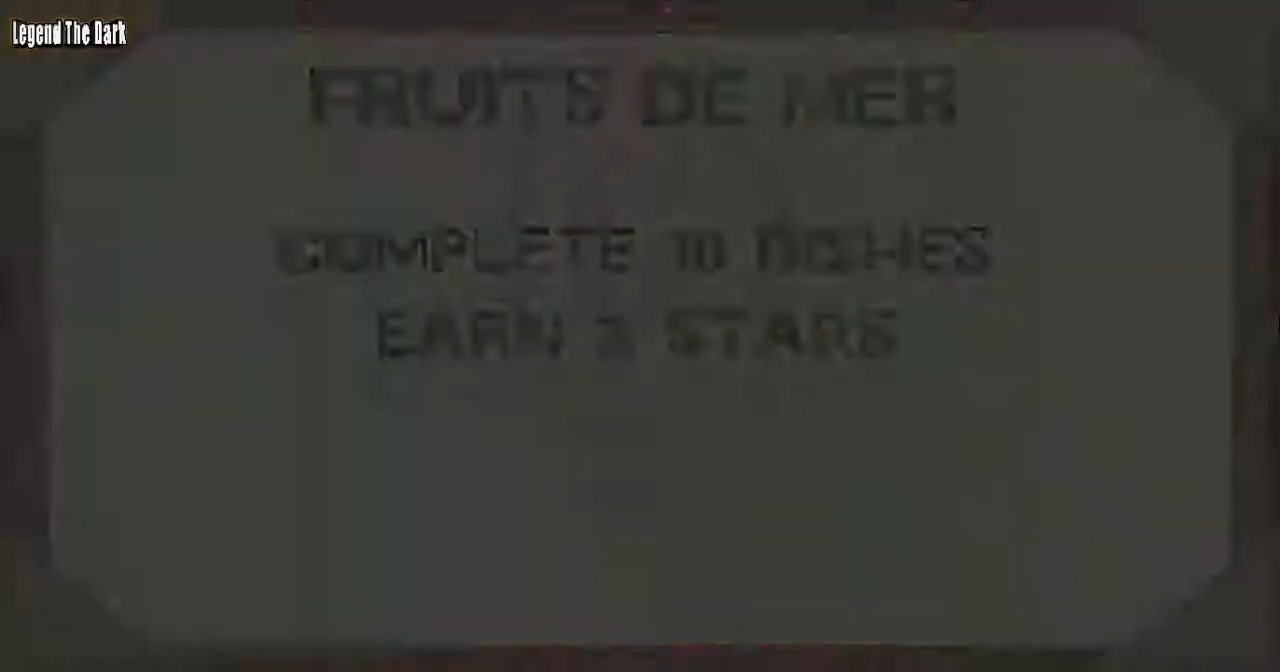 Legend The Dark
FRUITS DE MER
COMPLETE 10 DISHES
EARN 3 STARS